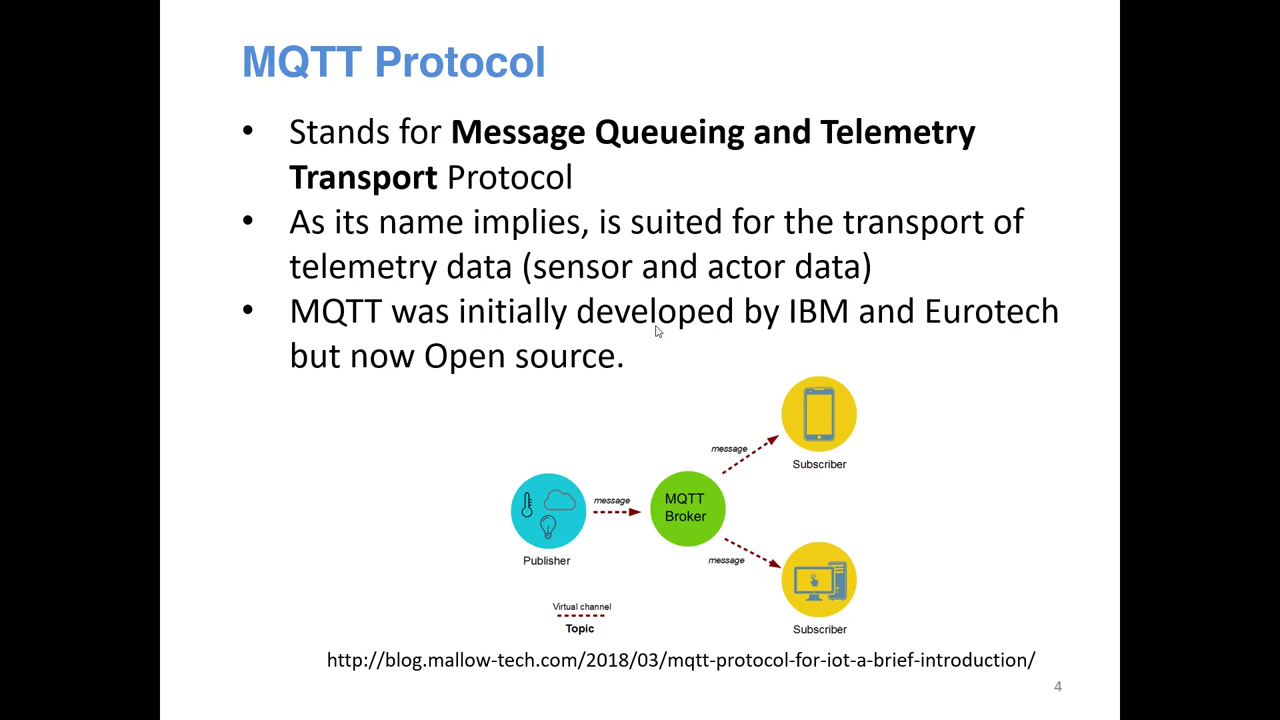 MQTT Protocol
• Stands for Message Queueing and Telemetry
Transport Protocol
• As its name implies, is suited for the transport of
telemetry data (sensor and actor data)
• MQTT was initially developed by IBM and Eurotech
but now Open source.
message
Subscriber
message
MQTT
Broker
Publisher
message
Virtual channel
Topic
Subscriber
http://blog.mallow-tech.com/2018/03/mqtt-protocol-for-iot-a-brief-introduction/
4